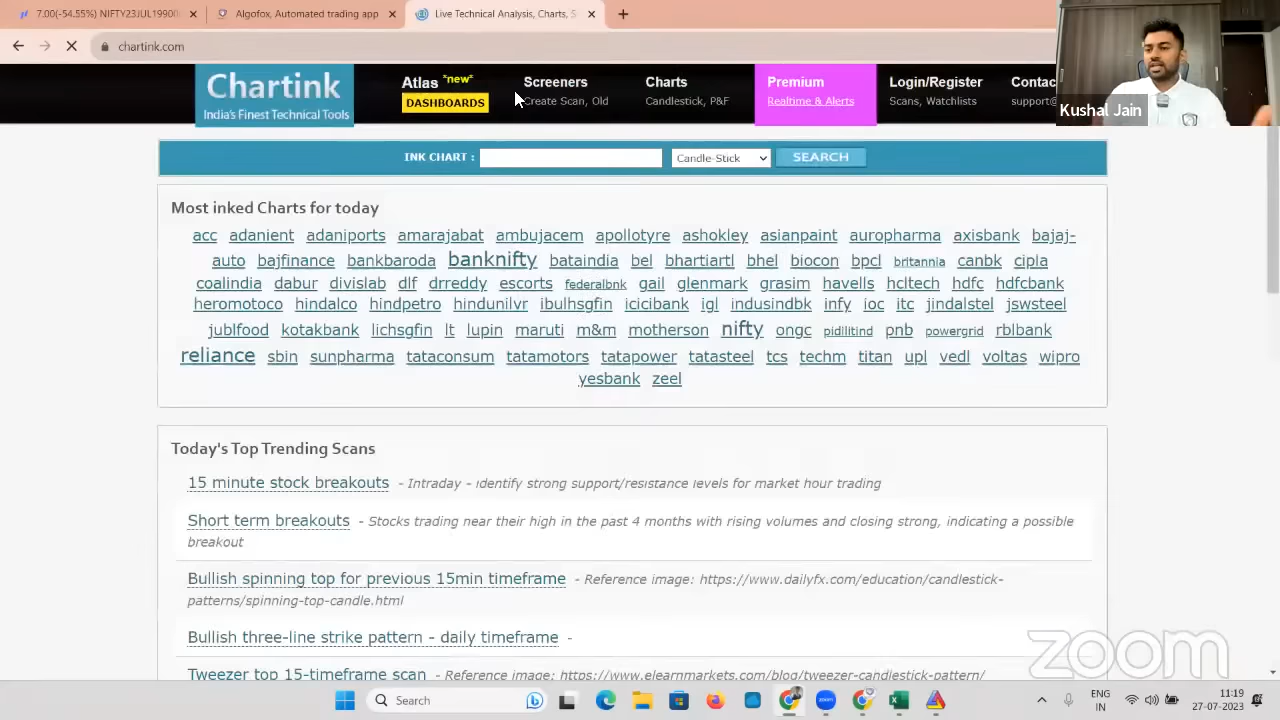 7.00(-54.55%) NIFTY23JUL1990
Algofox, Automated trading app
Live Technical Analysis, Charts, S
chartink.com
Chartink
India's Finest Technical Tools
Atlas *new*
DASHBOARDS
Screeners
Create Scan, Old
Charts
Candlestick, P&F
Premium
Realtime & Alerts
Login/Register
Scans, Watchlists
Contac
support@
Kushal Jain
INK CHART :
Candle-Stick
SEARCH
Most inked Charts for today
acc adanient adaniports amarajabat ambujacem apollotyre ashokley asianpaint auropharma axisbank bajaj-
auto bajfinance bankbaroda banknifty bataindia bel bhartiartl bhel biocon bpcl britannia canbk cipla
coalindia dabur divislab dlf drreddy escorts federalbnk gail glenmark grasim havells hcltech hdfc hdfcbank
heromotoco hindalco hindpetro hindunilvr ibulhsgfin icicibank igl indusindbk infy ioc itc jindalstel jswsteel
jublfood kotakbank lichsgfin lt lupin maruti m&m motherson nifty ongc pidilitind pnb powergrid rblbank
reliance sbin sunpharma tataconsum tatamotors tatapower tatasteel tcs techm titan upl vedl voltas wipro
yesbank zeel
Today's Top Trending Scans
15 minute stock breakouts - Intraday - identify strong support/resistance levels for market hour trading
Short term breakouts - Stocks trading near their high in the past 4 months with rising volumes and closing strong, indicating a possible
breakout
Bullish spinning top for previous 15min timeframe - Reference image: https://www.dailyfx.com/education/candlestick-
patterns/spinning-top-candle.html
Bullish three-line strike pattern - daily timeframe -
Tweezer top 15-timeframe scan - Reference image: https://www.elearnmarkets.com/blog/tweezer-candlestick-pattern/
zoom
Search
ENG
IN
11:19
27-07-2023